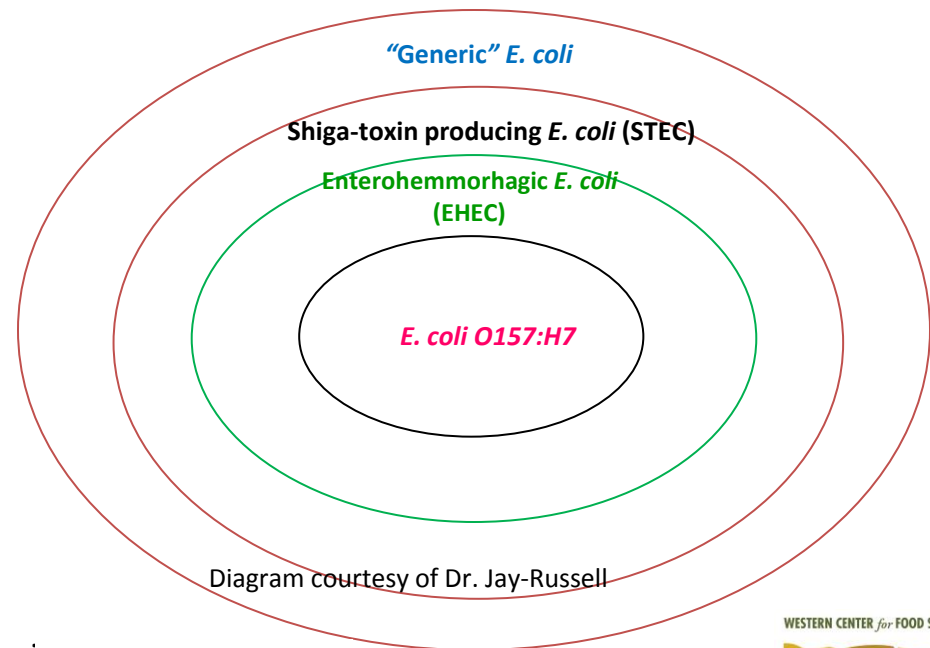 “Generic” E. coli
Shiga-toxin producing E. coli (STEC)
Enterohemmorhagic E. coli
(EHEC)
E. coli O157:H7
Diagram courtesy of Dr. Jay-Russell
WESTERN CENTER for FOOD